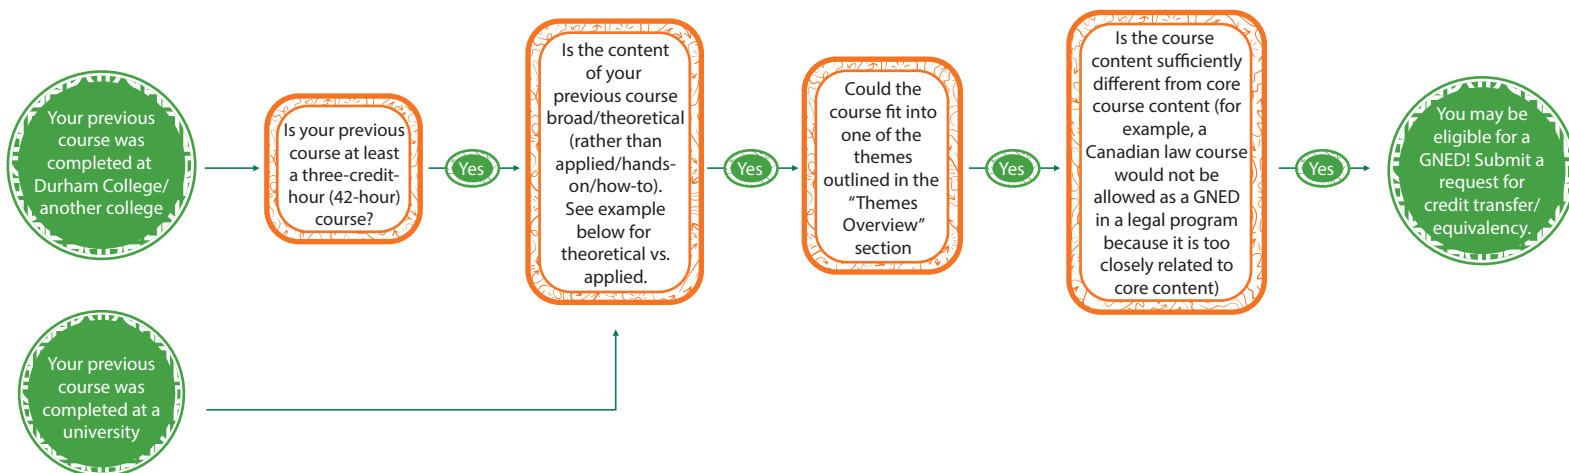 Your previous
course was
completed at
Durham College/
another college
Is your previous
course at least
a three-credit-
hour (42-hour)
course?
Yes
Is the content
of your
previous course
broad/theoretical
(rather than
applied/hands-
on/how-to).
See example
below for
theoretical vs.
applied.
Yes
Could the
course fit into
one of the
themes
outlined in the
“Themes
Overview”
section
Yes
Is the course
content sufficiently
different from core
course content (for
example, a
Canadian law course
would not be
allowed as a GNED
in a legal program
because it is too
closely related to
core content)
Yes
You may be
eligible for a
GNED! Submit a
request for
credit transfer/
equivalency.
Your previous
course was
completed at a
university